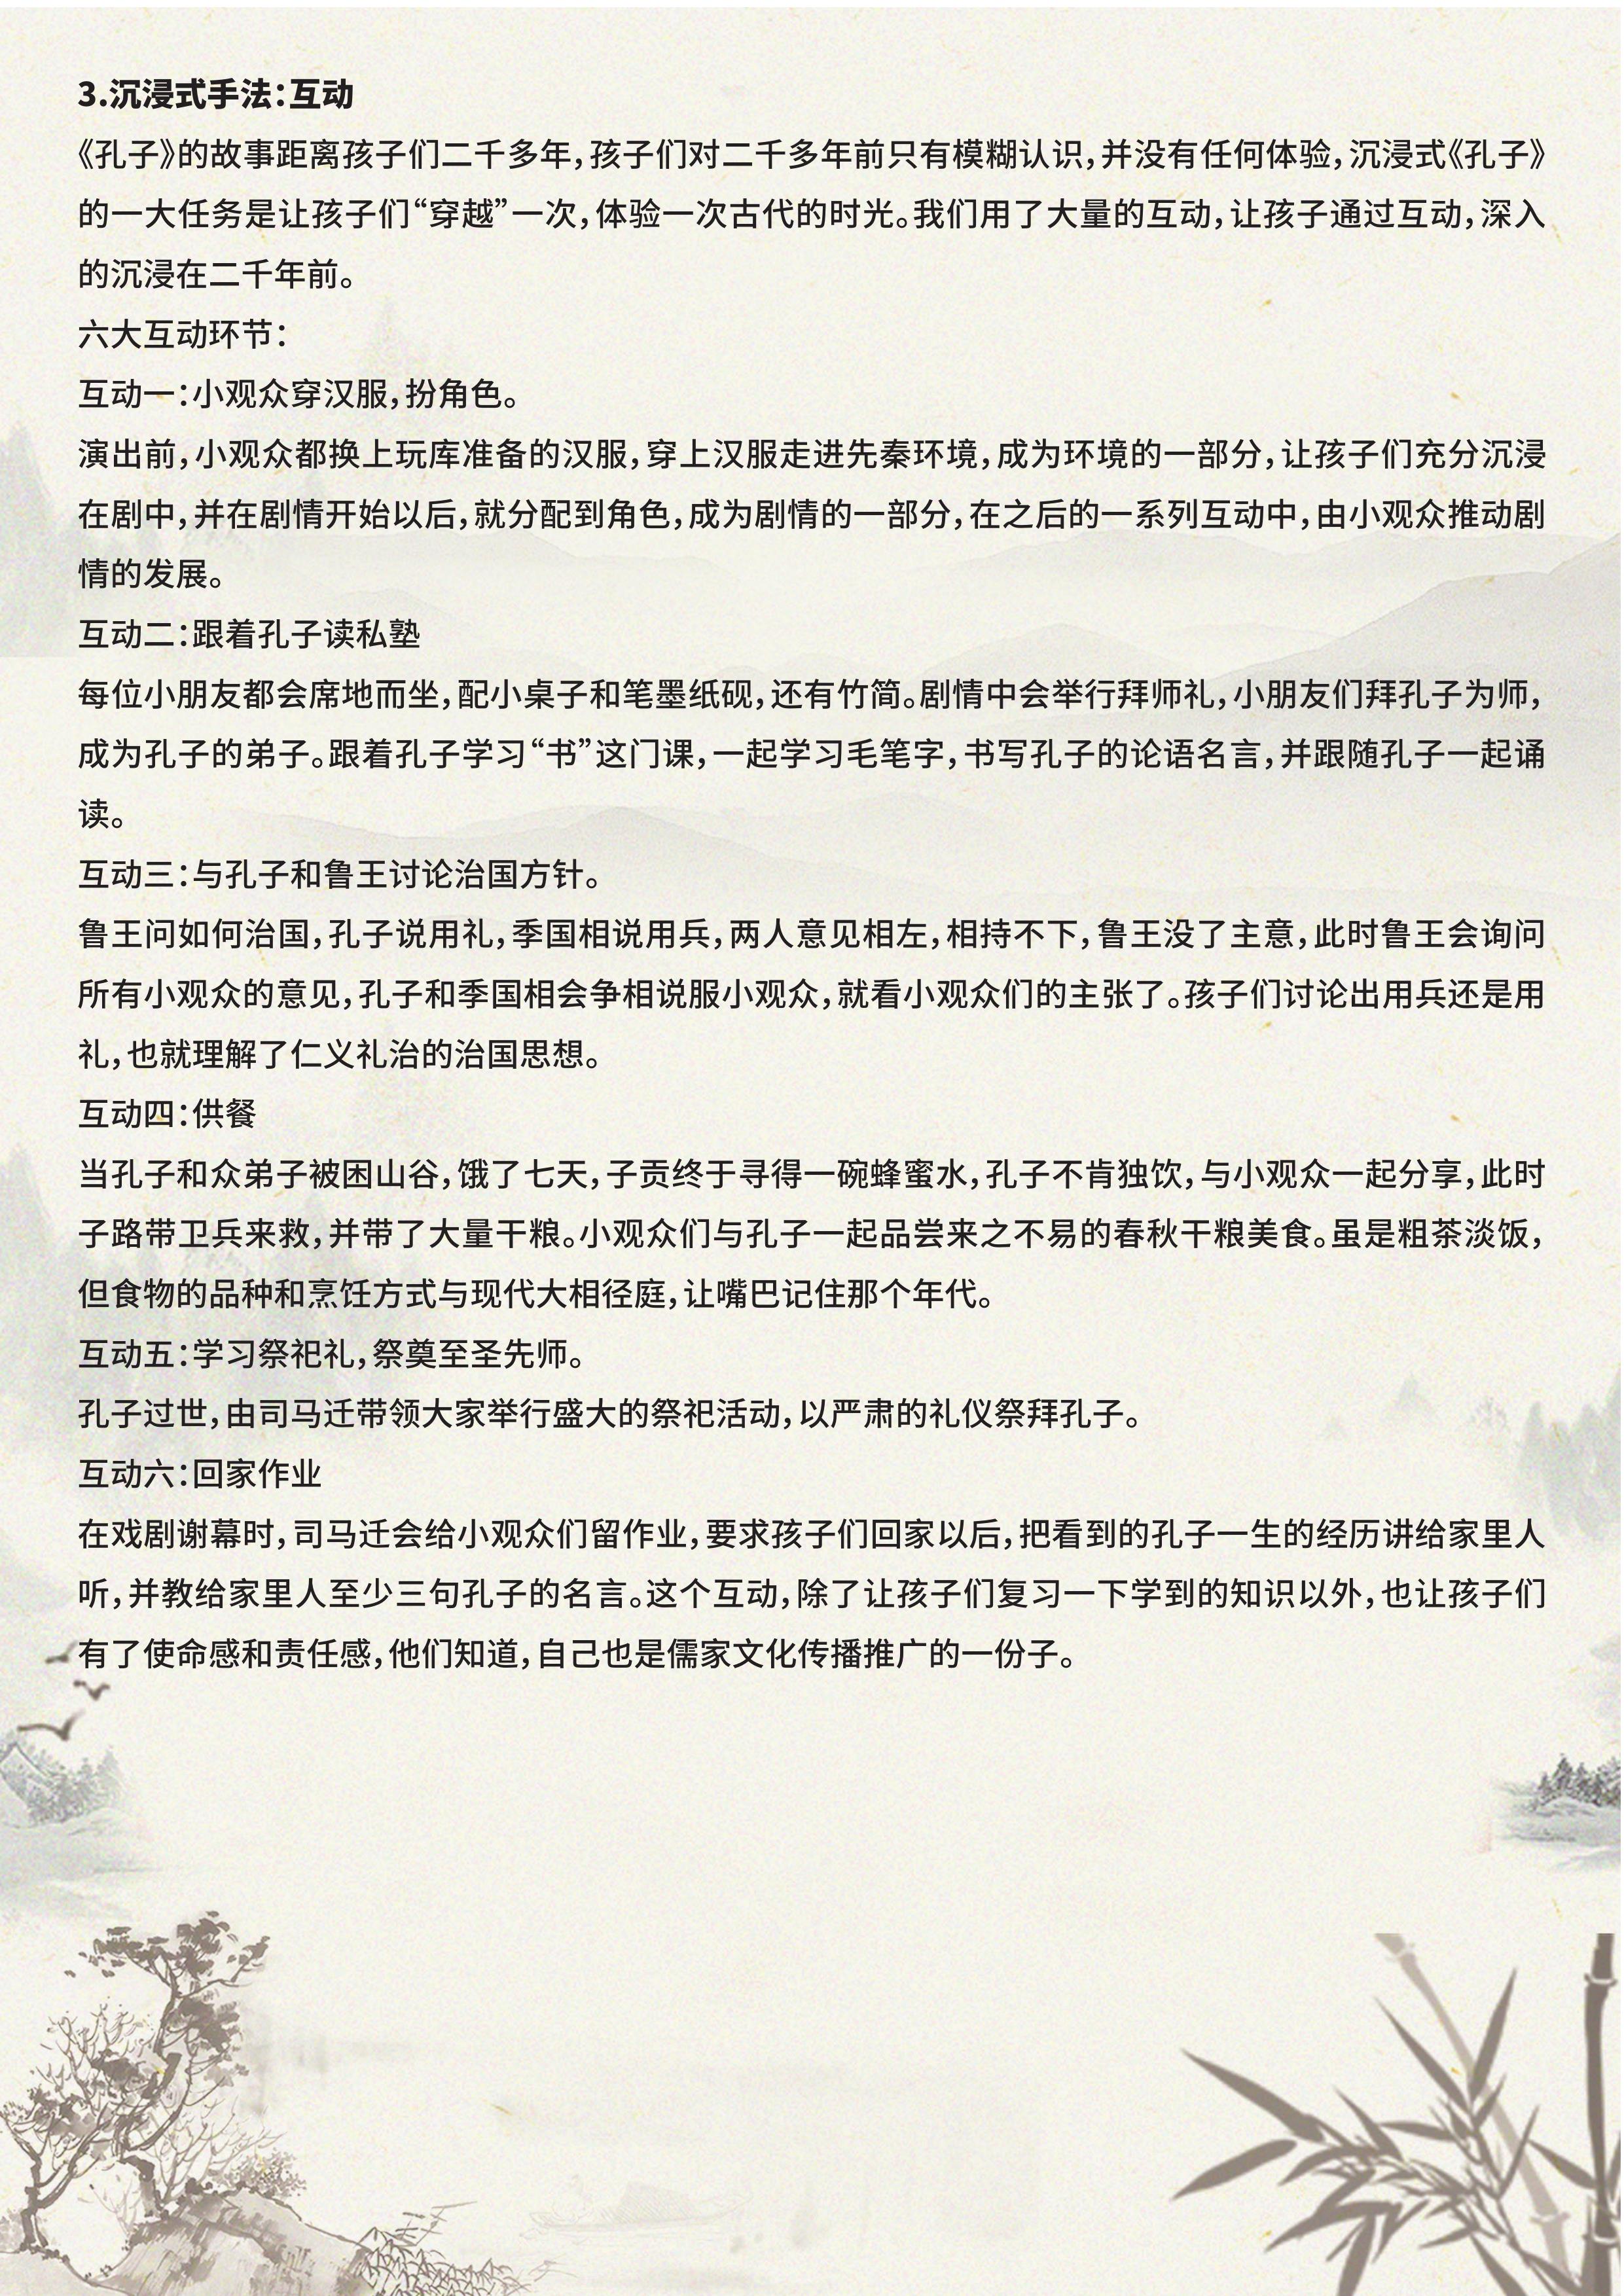 3.沉浸式手法：互动
《孔子》的故事距离孩子们二千多年，孩子们对二千多年前只有模糊认识，并没有任何体验，沉浸式《孔子》
的一大任务是让孩子们“穿越”一次，体验一次古代的时光。我们用了大量的互动，让孩子通过互动，深入
的沉浸在二千年前。
六大互动环节：
互动一：小观众穿汉服，扮角色。
演出前，小观众都换上玩库准备的汉服，穿上汉服走进先秦环境，成为环境的一部分，让孩子们充分沉浸
在剧中，并在剧情开始以后，就分配到角色，成为剧情的一部分，在之后的一系列互动中，由小观众推动剧
情的发展。
互动二：跟着孔子读私塾
每位小朋友都会席地而坐，配小桌子和笔墨纸砚，还有竹简。剧情中会举行拜师礼，小朋友们拜孔子为师，
成为孔子的弟子。跟着孔子学习“书”这门课，一起学习毛笔字，书写孔子的论语名言，并跟随孔子一起诵
读。
互动三：与孔子和鲁王讨论治国方针。
鲁王问如何治国，孔子说用礼，季国相说用兵，两人意见相左，相持不下，鲁王没了主意，此时鲁王会询问
所有小观众的意见，孔子和季国相会争相说服小观众，就看小观众们的主张了。孩子们讨论出用兵还是用
礼，也就理解了仁义礼治的治国思想。
互动四：供餐
当孔子和众弟子被困山谷，饿了七天，子贡终于寻得一碗蜂蜜水，孔子不肯独饮，与小观众一起分享，此时
子路带卫兵来救，并带了大量干粮。小观众们与孔子一起品尝来之不易的春秋干粮美食。虽是粗茶淡饭，
但食物的品种和烹饪方式与现代大相径庭，让嘴巴记住那个年代。
互动五：学习祭祀礼，祭奠至圣先师。
孔子过世，由司马迁带领大家举行盛大的祭祀活动，以严肃的礼仪祭拜孔子。
互动六：回家作业
在戏剧谢幕时，司马迁会给小观众们留作业，要求孩子们回家以后，把看到的孔子一生的经历讲给家里人
听，并教给家里人至少三句孔子的名言。这个互动，除了让孩子们复习一下学到的知识以外，也让孩子们
有了使命感和责任感，他们知道，自己也是儒家文化传播推广的一份子。